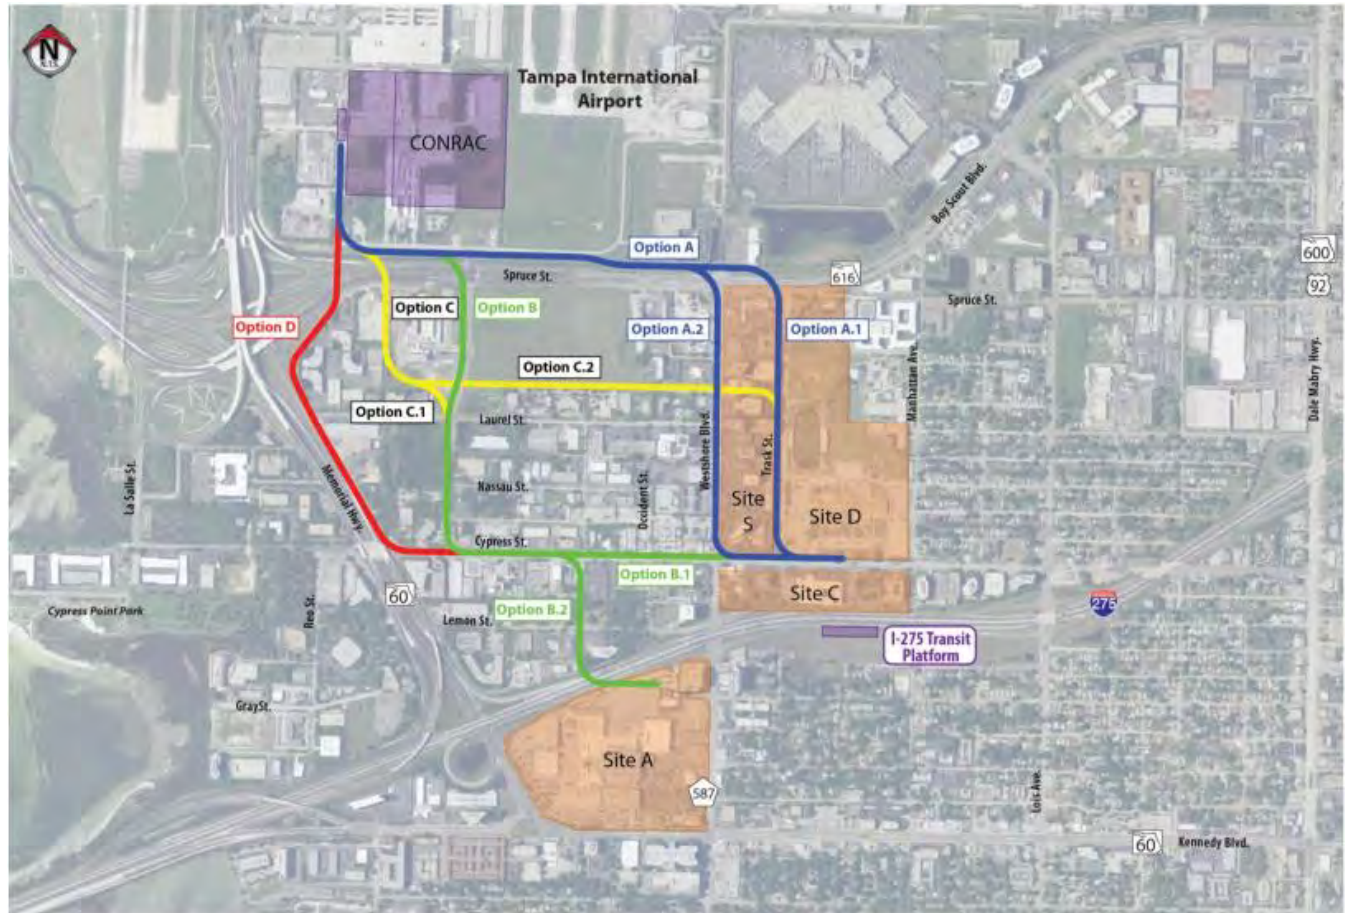 N
Tampa International
Airport
CONRAC
Boy Scout Blvd.
Option A
600
92
616
Spruce St.
Spruce St.
Option C
Option B
Option D
Option A.2
Option A.1
Option C.2
Manhattan Ave.
Dale Mabry Hwy.
Option C.1
Laurel St.
Westshore Blvd.
Trask St.
La Salle St.
Memorial Hwy.
Nassau St.
Occident St.
Site
S
Site D
Cypress St.
Option B.1
60
Site C
Cypress Point Park
Reo St.
Option B.2
Lemon St.
275
I-275 Transit
Platform
Gray St.
Site A
587
Lois Ave.
60
Kennedy Blvd.